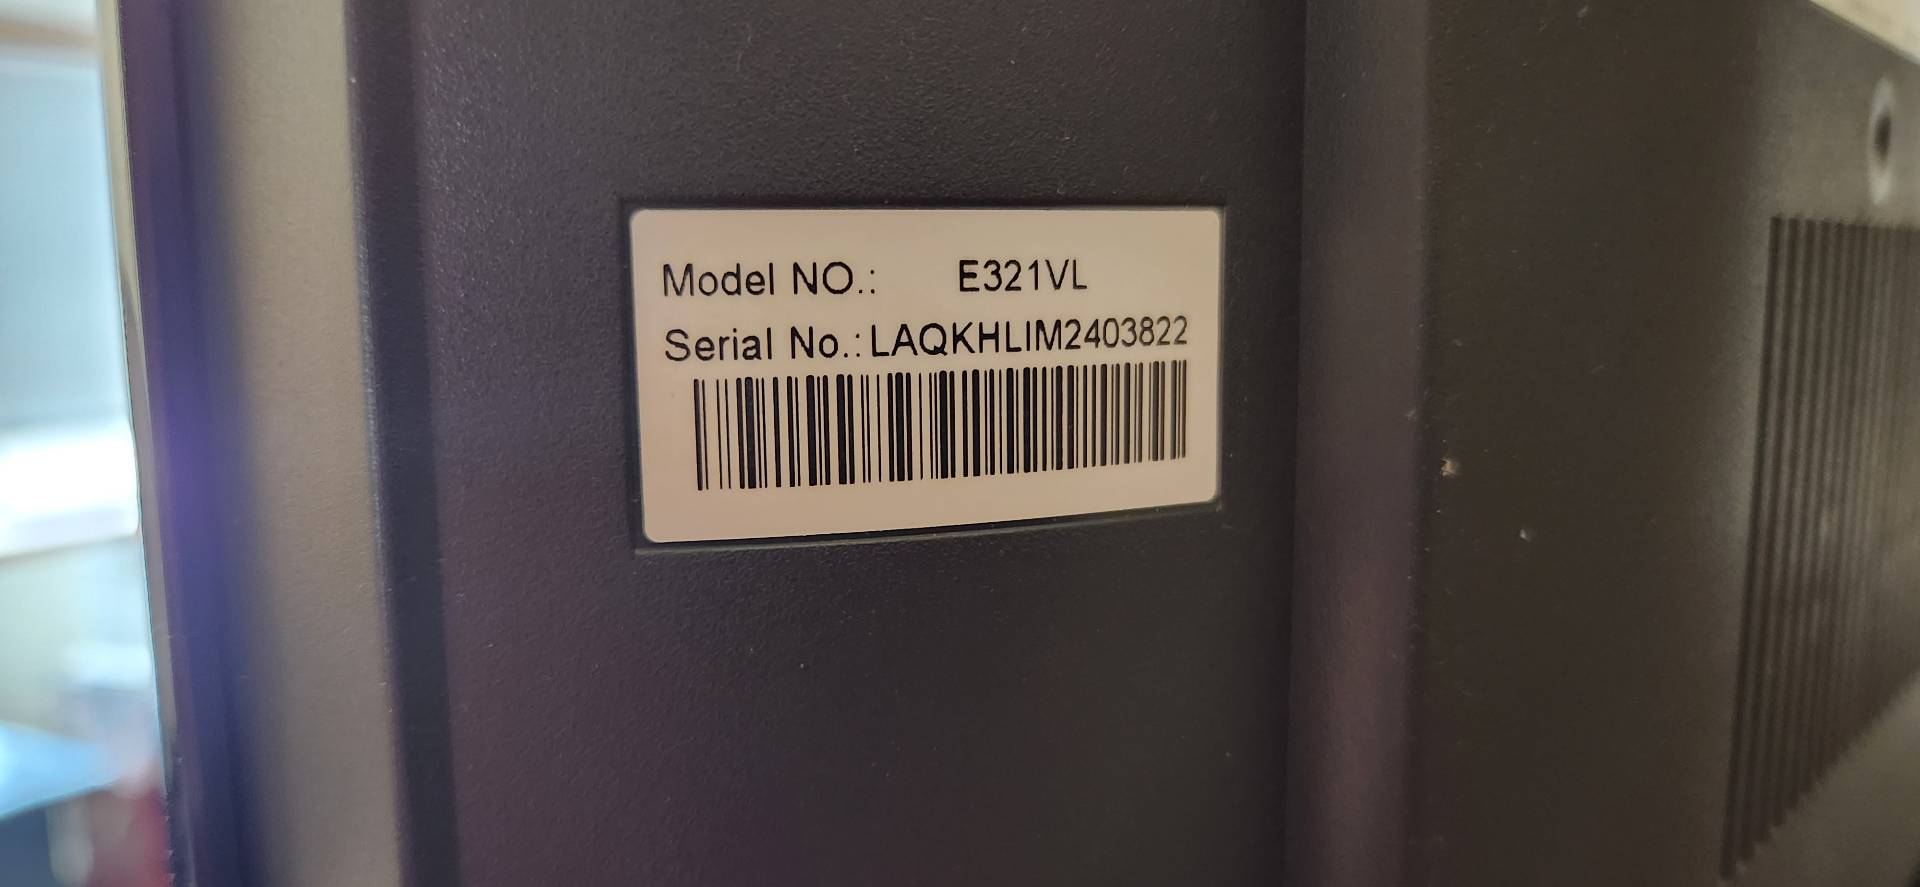 Model NO.: E321VL
Serial No.: LAQKHLIM2403822